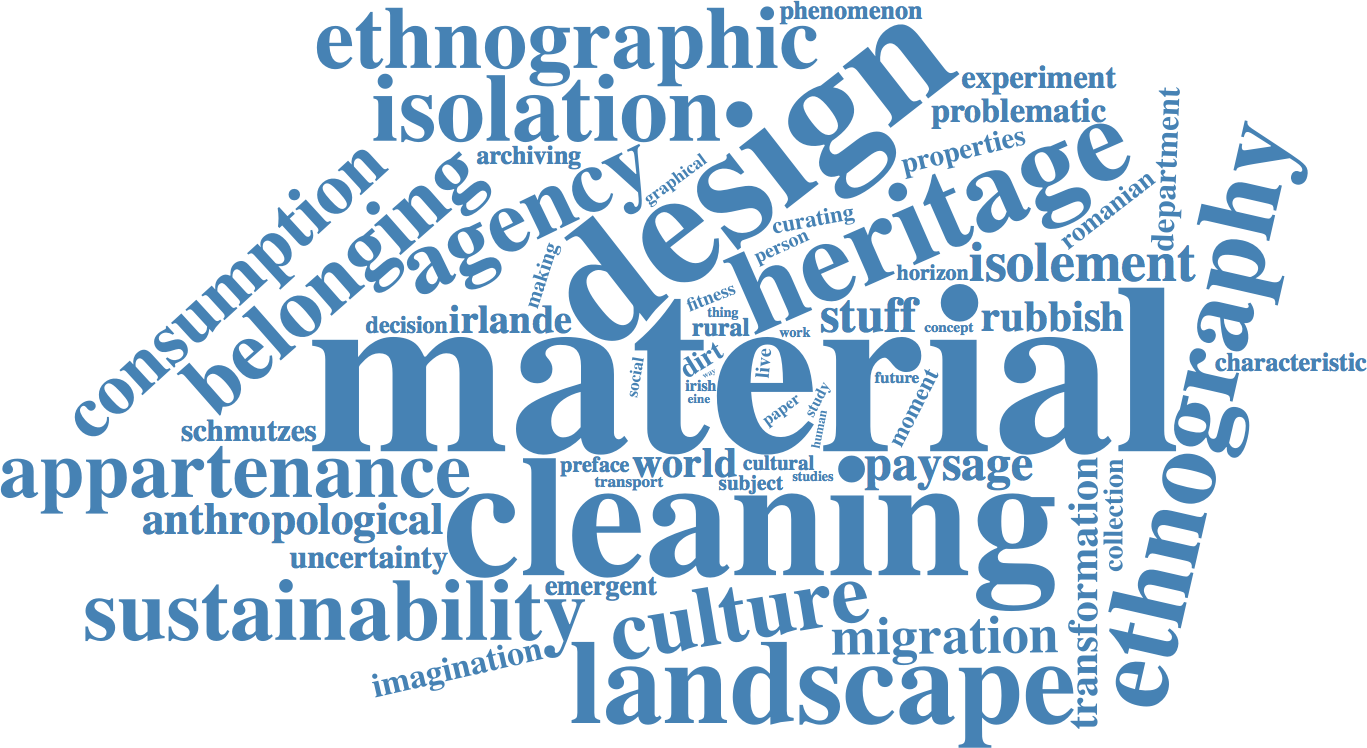 phenomenon
ethnographic
design
experiment
isolation
problematic
department
archiving
properties
heritage
consumption
belonging
agency
graphical
curating
romanian
ethnography
person
making
horizon
isolement
fitness
thing
decision
irlande
rural
work
stuff
concept
rubbish
material
social
dirt
way
live
irish
eine
paper
study
human
future
moment
characteristic
schmutzes
appartenance
preface
world
cultural
paysage
transport
subject
studies
transformation
collection
anthropological
cleaning
uncertainty
emergent
sustainability
culture
migration
imagination
landscape